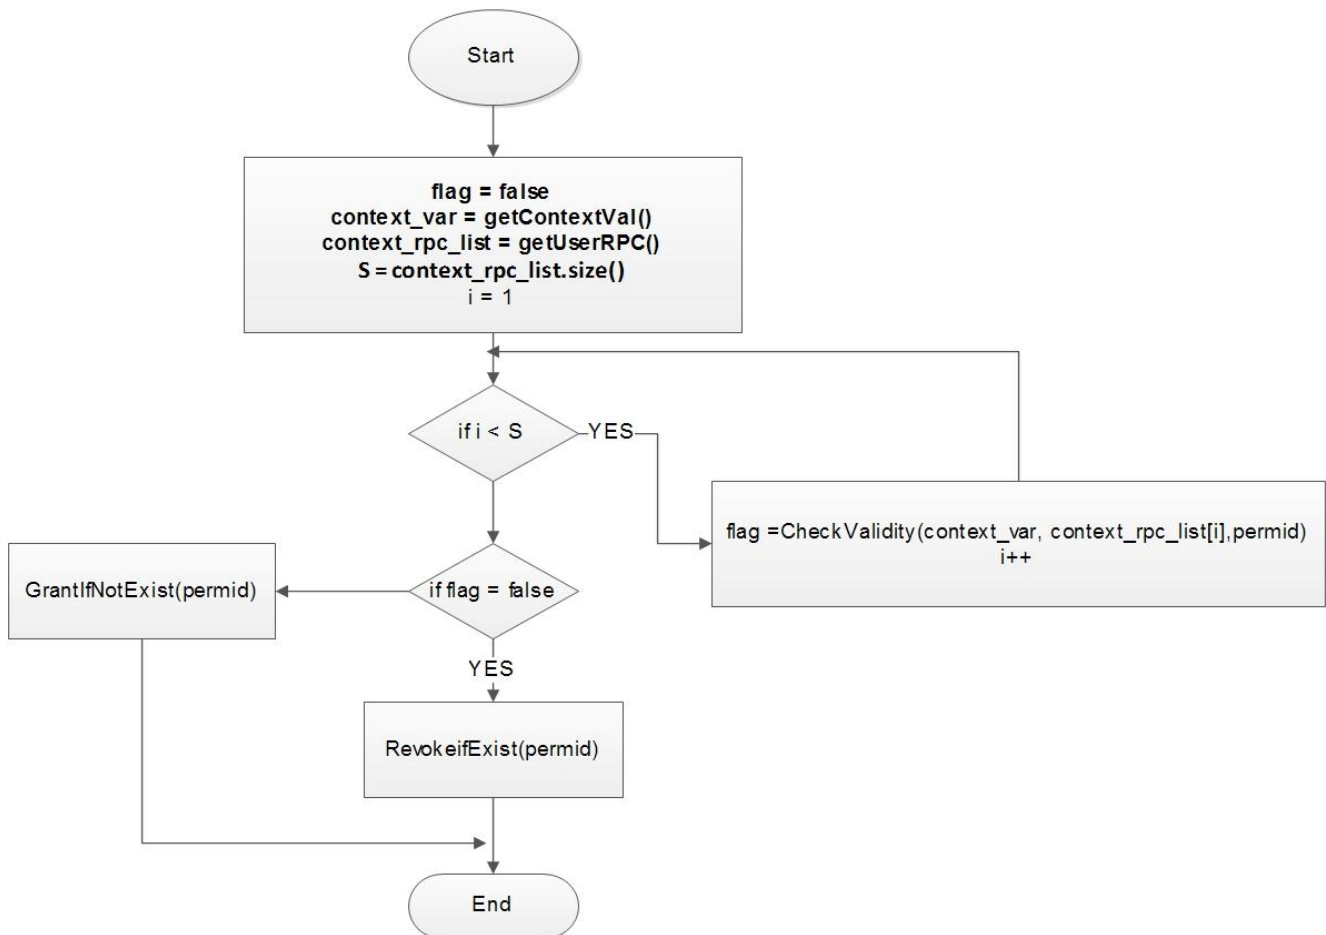 Start
flag = false
context_var = getContextVal()
context_rpc_list = getUserRPC()
S = context_rpc_list.size()
i = 1
if i < S
YES
flag =CheckValidity(context_var, context_rpc_list[i],permid)
i++
GrantIfNotExist(permid)
if flag = false
YES
RevokeifExist(permid)
End